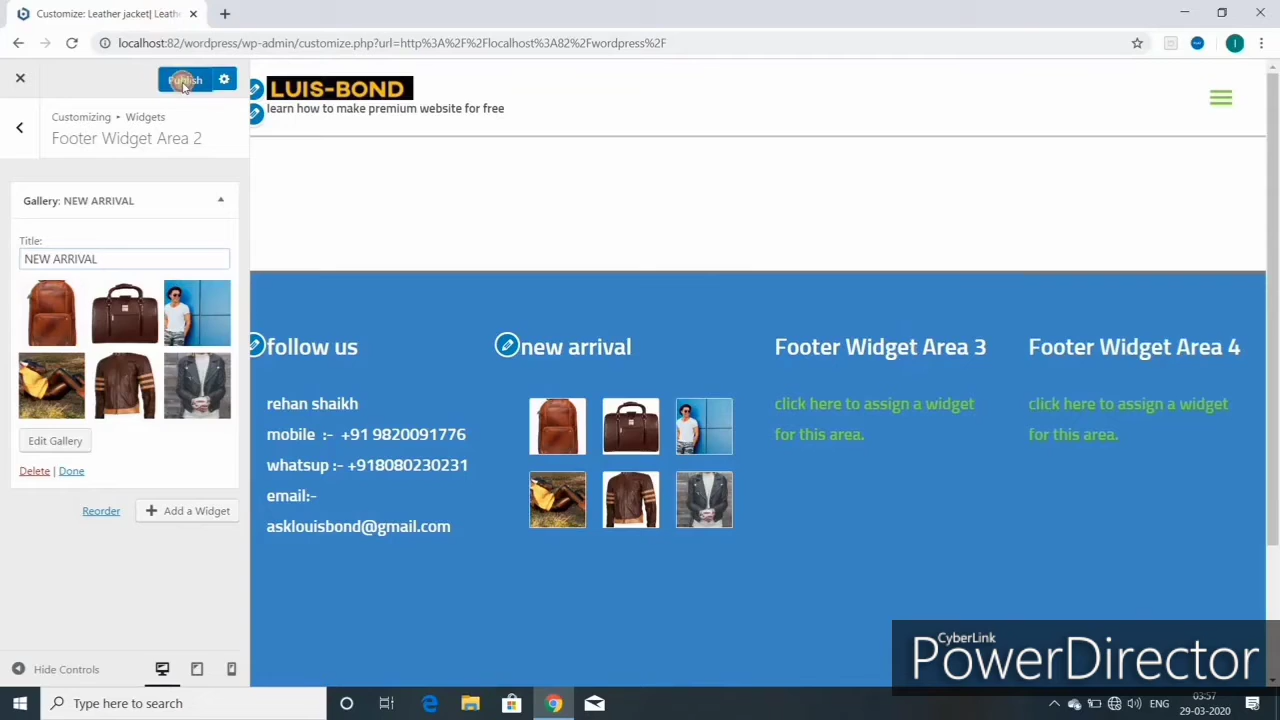 Customize: Leather jacket| Leath
localhost:82/wordpress/wp-admin/customize.php?url=http%3A%2F%2Flocalhost%3A82%2Fwordpress%2F
Publish
Customizing • Widgets
Footer Widget Area 2
Gallery: NEW ARRIVAL
Title:
NEW ARRIVAL
Edit Gallery
Delete | Done
Reorder
Add a Widget
Hide Controls
LUIS-BOND
learn how to make premium website for free
follow us
rehan shaikh
mobile :- +91 9820091776
whatsup :- +918080230231
email:-
asklouisbond@gmail.com
new arrival
Footer Widget Area 3
click here to assign a widget
for this area.
Footer Widget Area 4
click here to assign a widget
for this area.
CyberLink
PowerDirector
Type here to search
ENG
03:57
29-03-2020